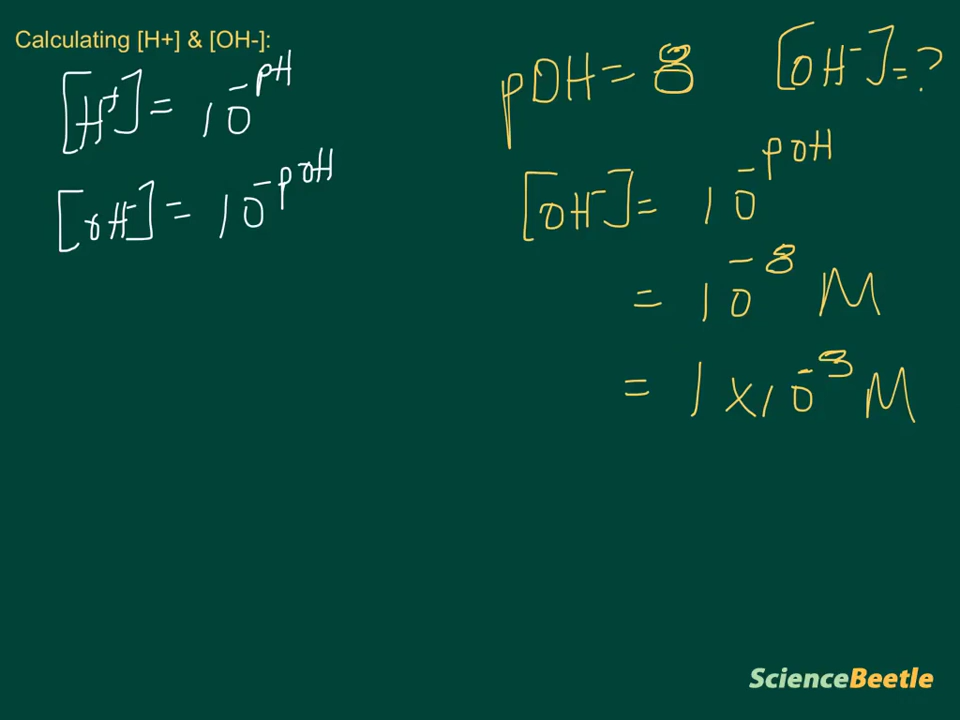 Calculating [H+] & [OH-]:
[H⁺] = 10^-pH
[OH⁻] = 10^-pOH
pOH = 8 [OH⁻] = ?
[OH⁻] = 10^-pOH
= 10^-8 M
= 1 x 10^-8 M
ScienceBeetle